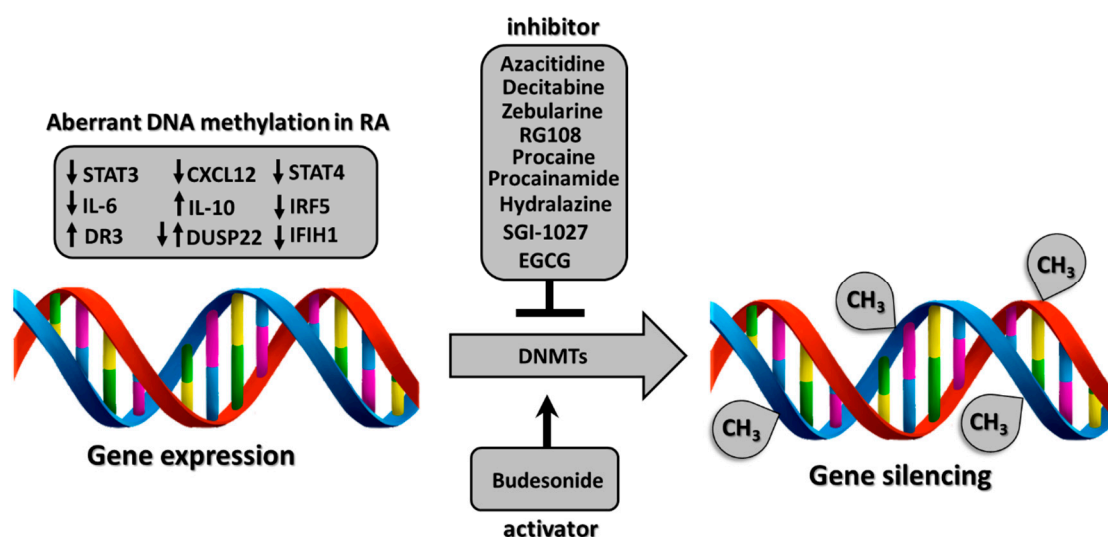 inhibitor
Azacitidine
Decitabine
Zebularine
RG108
Procaine
Procainamide
Hydralazine
SGI-1027
EGCG
Aberrant DNA methylation in RA
↓STAT3 ↓CXCL12 ↓STAT4
↓IL-6 ↑IL-10 ↓IRF5
↑DR3 ↓↑DUSP22 ↓IFIH1
DNMTs
Budesonide
activator
Gene expression
CH₃
CH₃
CH₃
CH₃
Gene silencing